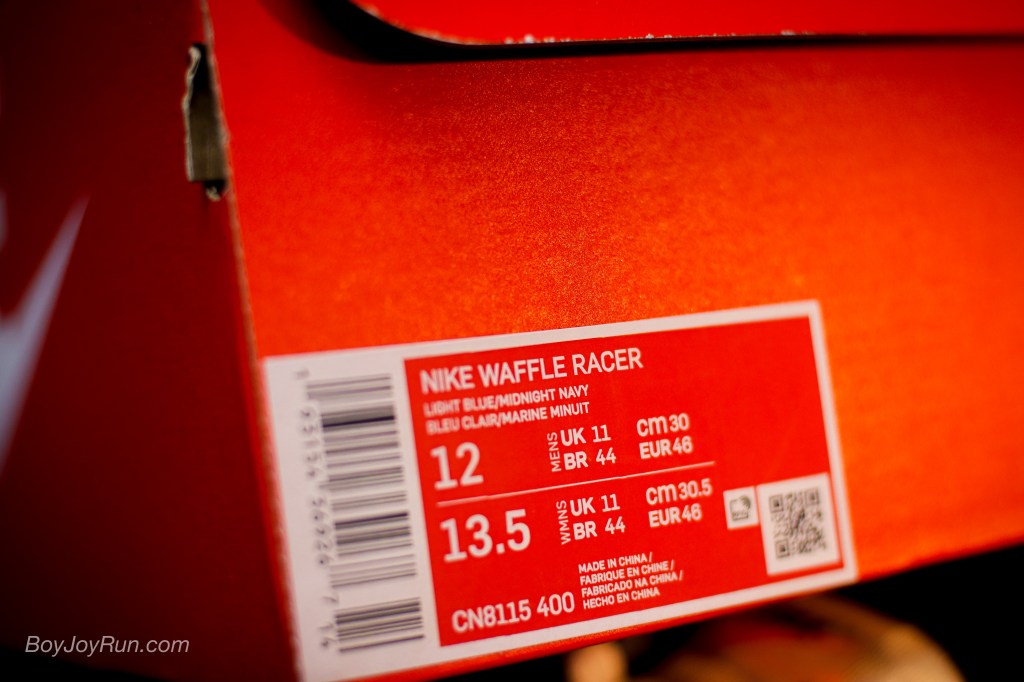 NIKE WAFFLE RACER
LIGHT BLUE/MIDNIGHT NAVY
BLEU CLAIR/MARINE MINUIT
12
MENS
UK 11
BR 44
CM 30
EUR 46
13.5
WMNS
UK 11
BR 44
CM 30.5
EUR 46
CN8115 400
MADE IN CHINA /
FABRIQUE EN CHINE /
FABRICADO NA CHINA /
HECHO EN CHINA
BoyJoyRun.com